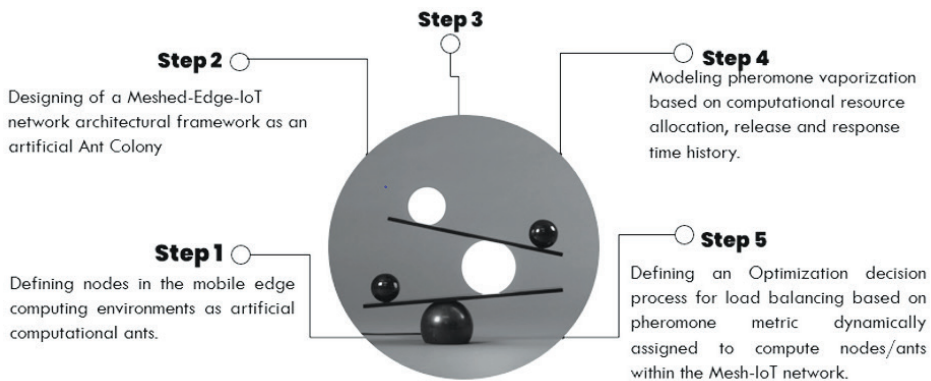 Step 3
Step 2
Designing of a Meshed-Edge-IoT
network architectural framework as an
artificial Ant Colony
Step 4
Modeling pheromone vaporization
based on computational resource
allocation, release and response
time history.
Step 1
Defining nodes in the mobile edge
computing environments as artificial
computational ants.
Step 5
Defining an Optimization decision
process for load balancing based on
pheromone metric dynamically
assigned to compute nodes/ants
within the Mesh-IoT network.